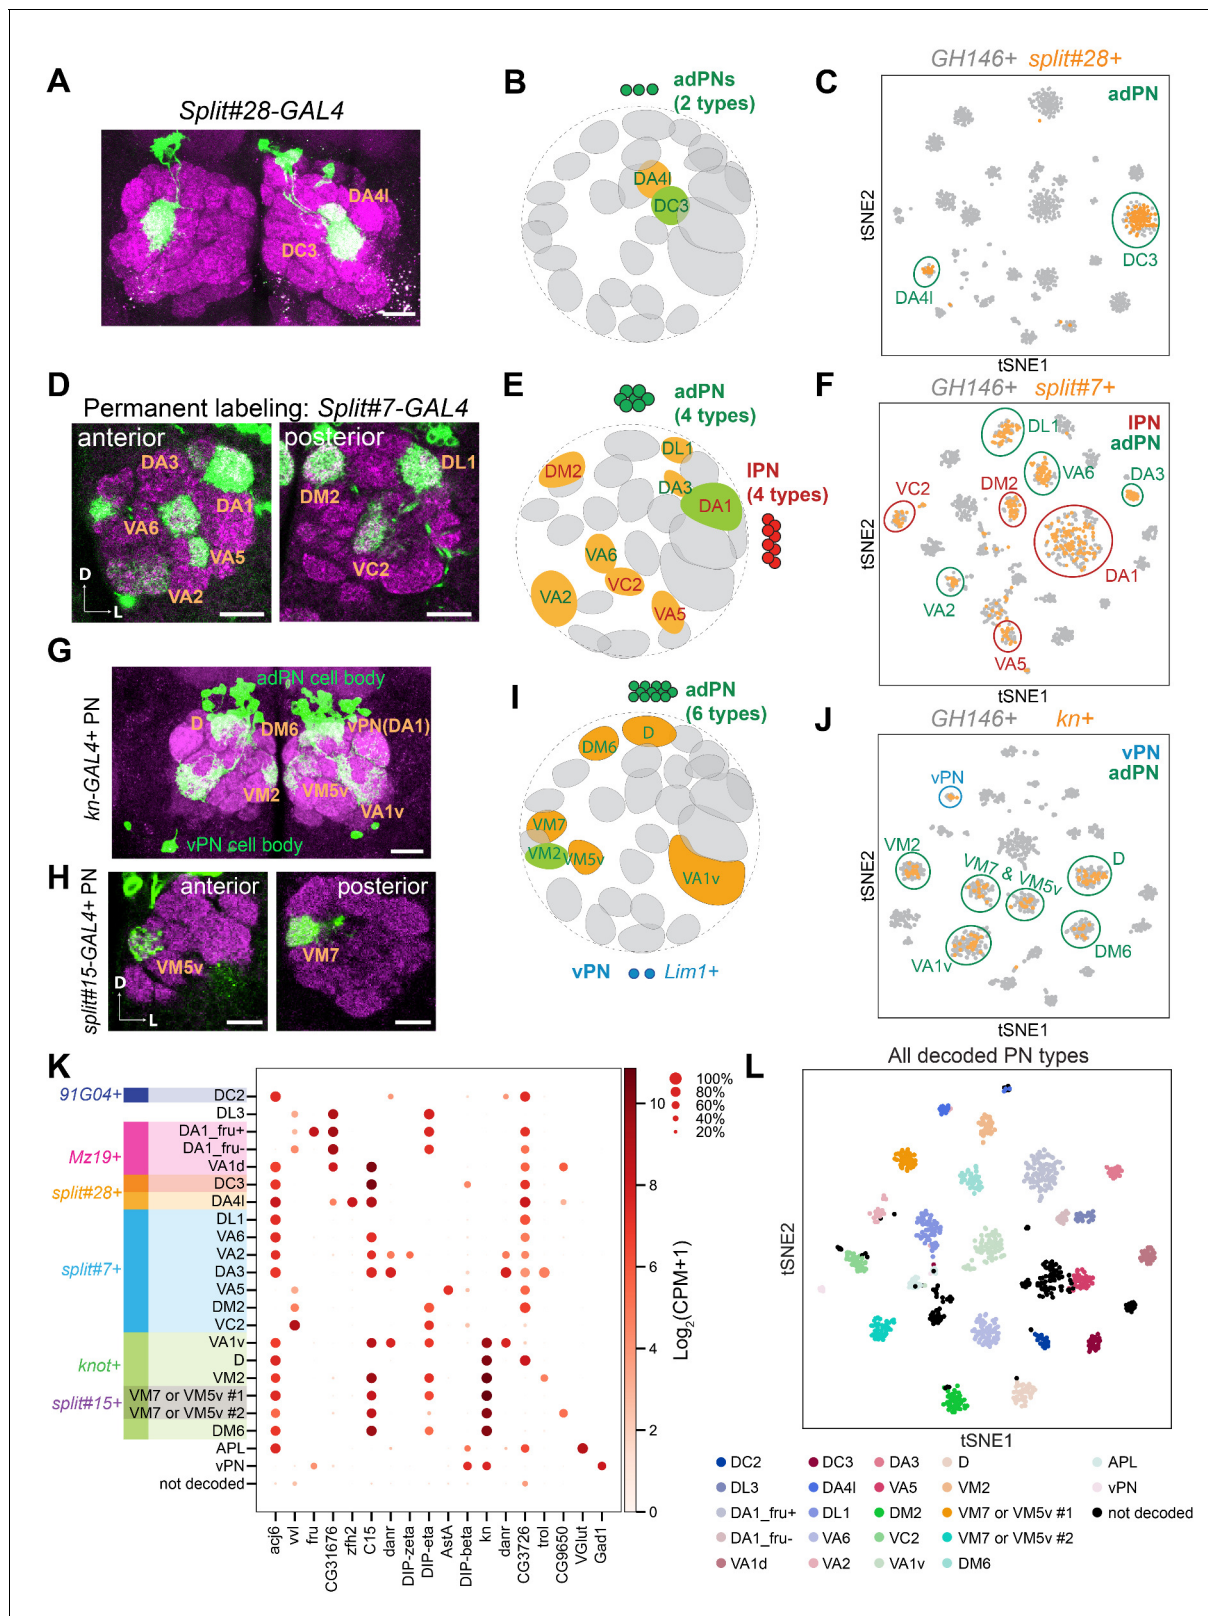 A
Split#28-GAL4
DA4l
DC3
B
adPNs
(2 types)
DA4l
DC3
C
GH146+ split#28+
adPN
DC3
DA4l
tSNE2
tSNE1
D
Permanent labeling: Split#7-GAL4
anterior
DA3
DA1
VA6
VA5
VA2
D
L
posterior
DM2
DL1
VC2
E
adPN
(4 types)
lPN
(4 types)
DL1
DM2
DA3
DA1
VA6
VC2
VA2
VA5
F
GH146+ split#7+
lPN
adPN
DL1
VA6
DA3
DM2
VC2
DA1
VA2
VA5
tSNE2
tSNE1
G
kn-GAL4+ PN
adPN cell body
D
DM6
vPN(DA1)
VM2
VM5v
VA1v
vPN cell body
H
split#15-GAL4+ PN
anterior
VM5v
D
L
posterior
VM7
I
adPN
(6 types)
D
DM6
VM7
VM2
VM5v
VA1v
vPN
Lim1+
J
GH146+ kn+
vPN
adPN
vPN
VM2
VM7 & VM5v
D
VA1v
DM6
tSNE2
tSNE1
K
91G04+
Mz19+
split#28+
split#7+
knot+
split#15+
DC2
DL3
DA1_fru+
DA1_fru-
VA1d
DC3
DA4l
DL1
VA6
VA2
DA3
VA5
DM2
VC2
VA1v
D
VM2
VM7 or VM5v #1
VM7 or VM5v #2
DM6
APL
vPN
not decoded
acj6
vvl
fru
CG31676
zfh2
C15
danr
DIP-zeta
DIP-eta
AstA
DIP-beta
kn
danr
CG3726
trol
CG9650
VGlut
Gad1
100%
80%
60%
40%
20%
10
8
6
4
2
0
Log2(CPM+1)
L
All decoded PN types
tSNE2
tSNE1
DC2
DL3
DA1_fru+
DA1_fru-
VA1d
DC3
DA4l
DL1
VA6
VA2
DA3
VA5
DM2
VC2
VA1v
D
VM2
VM7 or VM5v #1
VM7 or VM5v #2
DM6
APL
vPN
not decoded